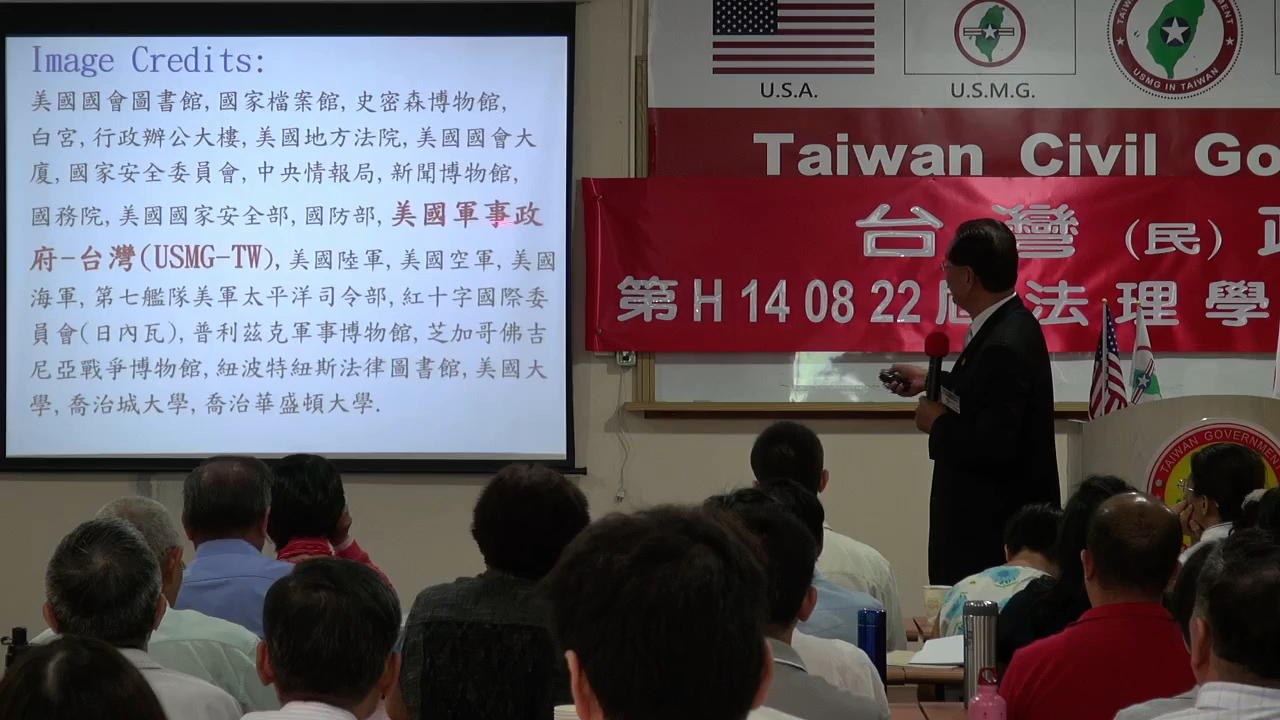 Image Credits:
美國國會圖書館, 國家檔案館, 史密森博物館,
白宮, 行政辦公大樓, 美國地方法院, 美國國會大
廈, 國家安全委員會, 中央情報局, 新聞博物館,
國務院, 美國國家安全部, 國防部, 美國軍事政
府-台灣(USMG-TW), 美國陸軍, 美國空軍, 美國
海軍, 第七艦隊美軍太平洋司令部, 紅十字國際委
員會(日內瓦), 普利茲克軍事博物館, 芝加哥佛吉
尼亞戰爭博物館, 紐波特紐斯法律圖書館, 美國大
學, 喬治城大學, 喬治華盛頓大學.
U.S.A.
U.S.M.G.
USMG IN TAIWAN
Taiwan Civil Go
台灣(民)政
第H 14 08 22屆法理學
TAIWAN GOVERNMENT